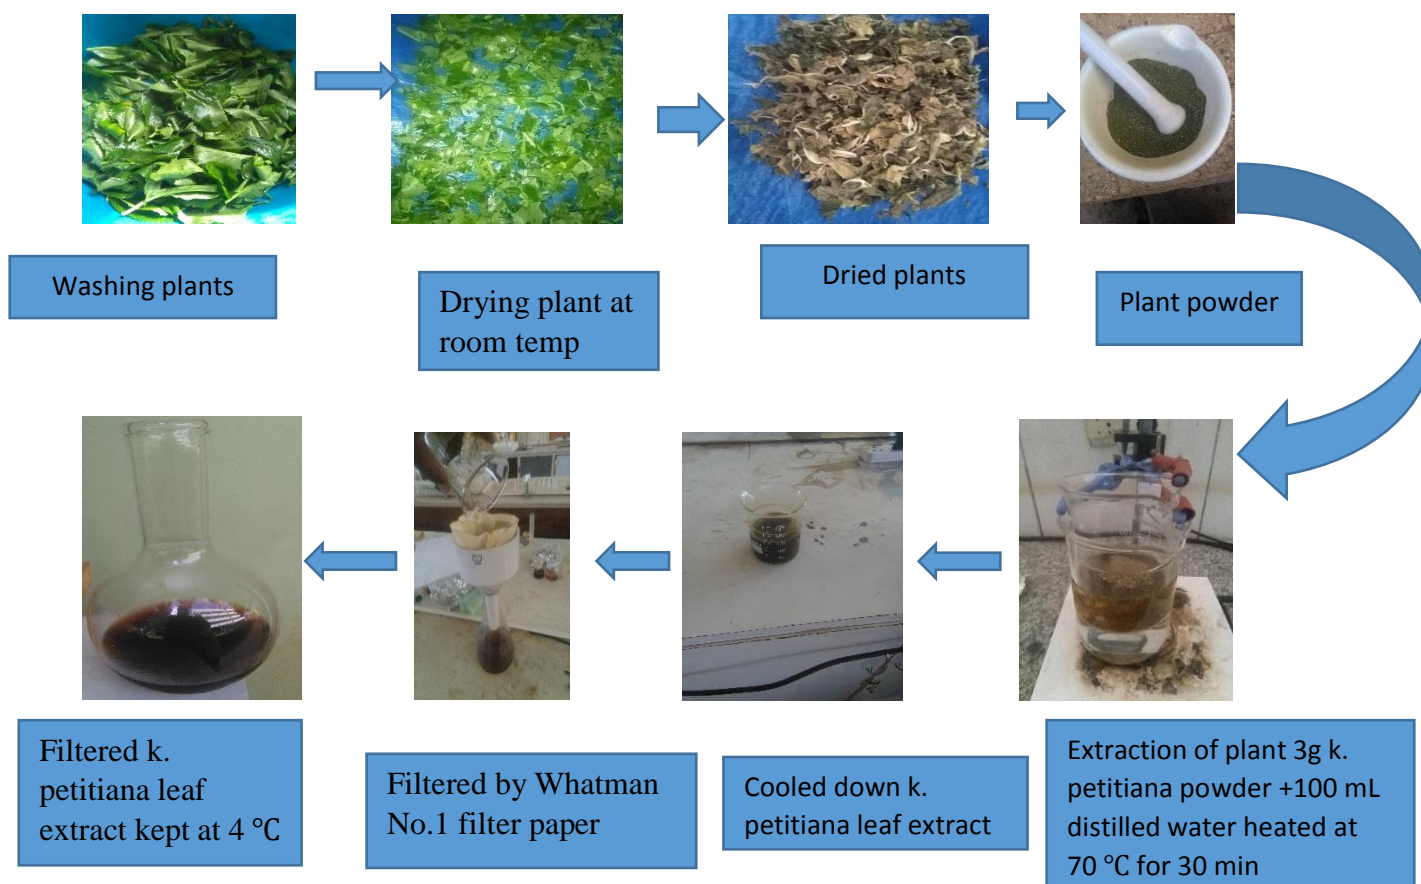 Washing plants
Drying plant at
room temp
Dried plants
Plant powder
Extraction of plant 3g k.
petitiana powder +100 mL
distilled water heated at
70 °C for 30 min
Cooled down k.
petitiana leaf extract
Filtered by Whatman
No.1 filter paper
Filtered k.
petitiana leaf
extract kept at 4 °C